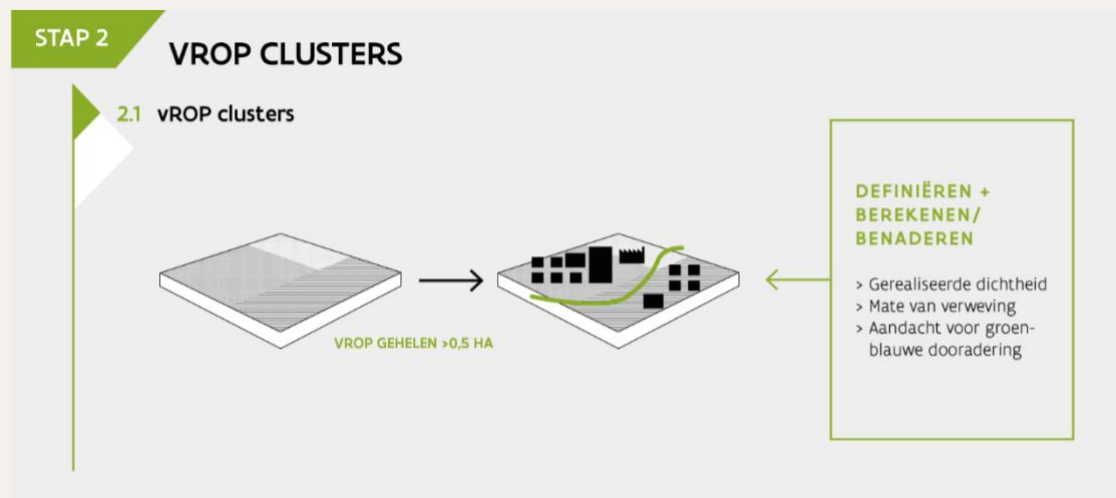 STAP 2
VROP CLUSTERS
2.1 vROP clusters
VROP GEHELEN >0,5 HA
DEFINIËREN +
BEREKENEN/
BENADEREN
> Gerealiseerde dichtheid
> Mate van verweving
> Aandacht voor groen-
blauwe dooradering